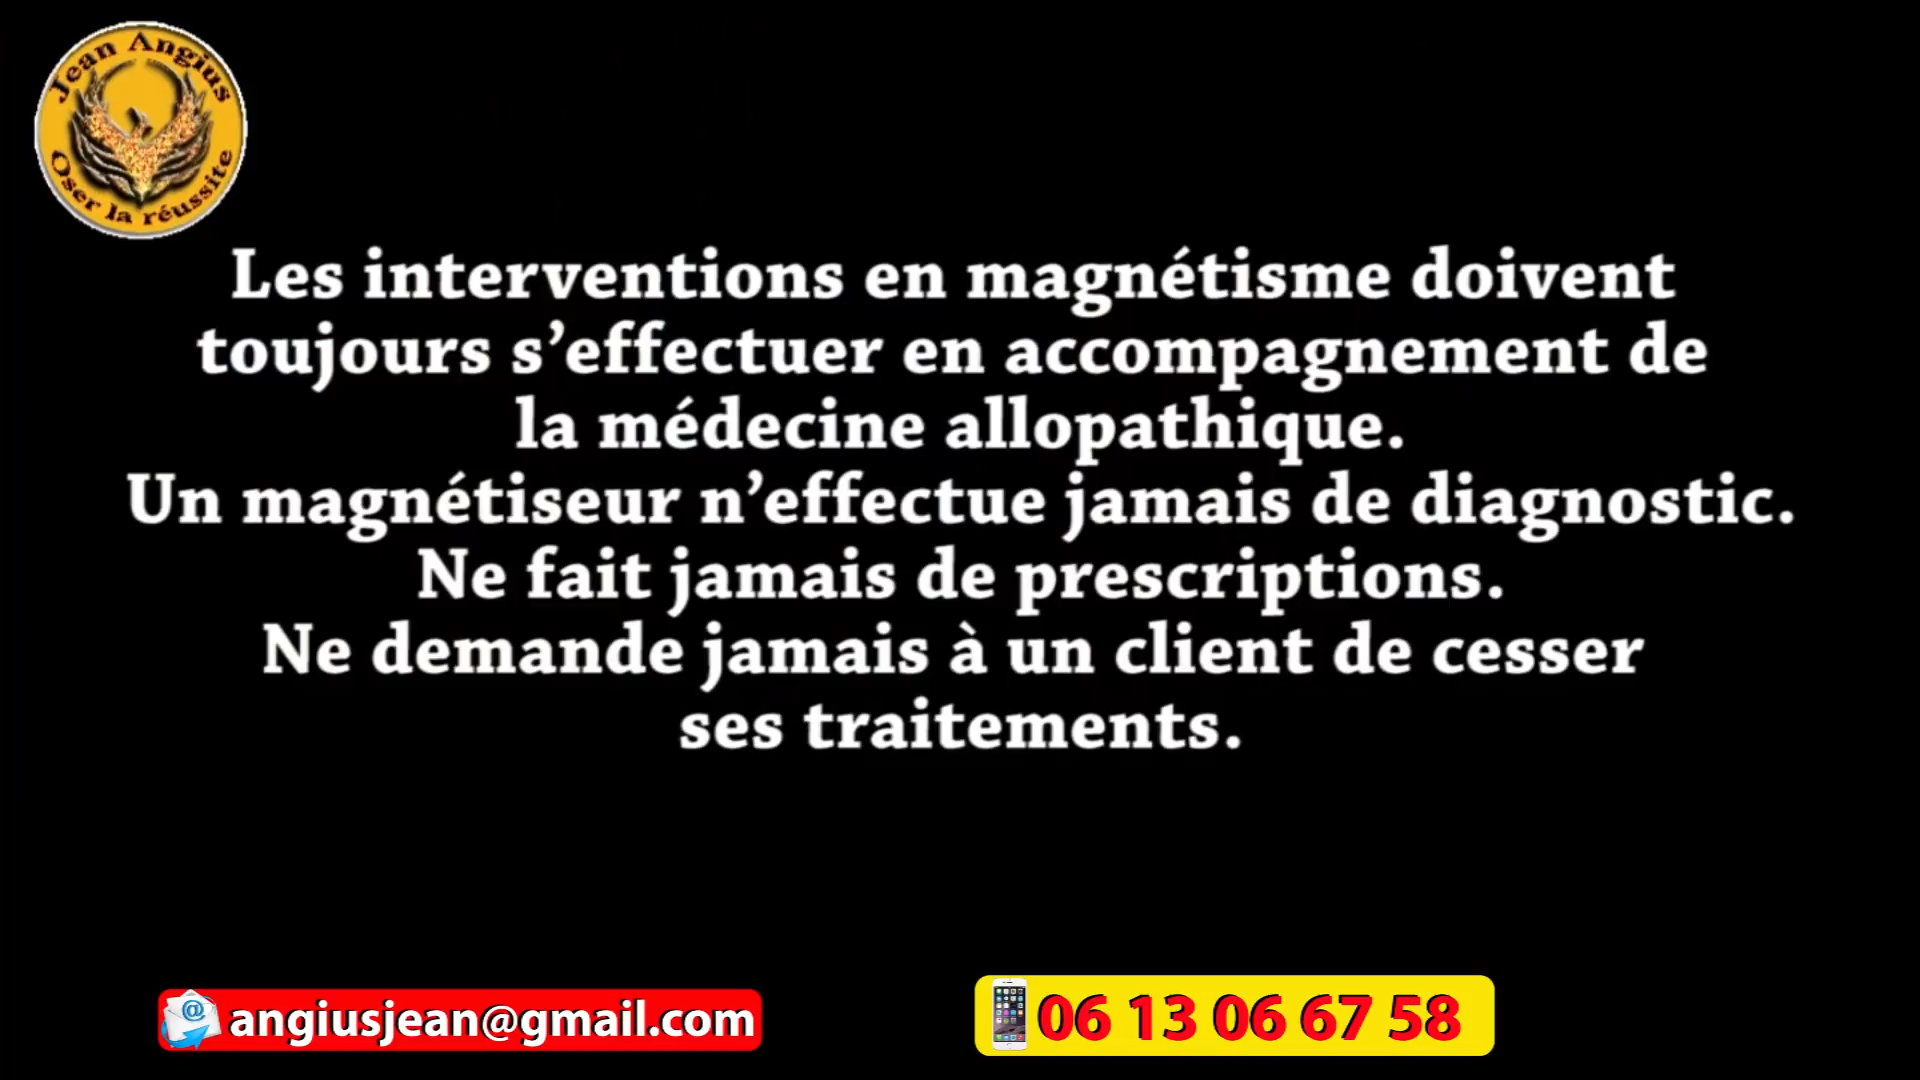 Jean Angius
Oser la réussite
Les interventions en magnétisme doivent
toujours s’effectuer en accompagnement de
la médecine allopathique.
Un magnétiseur n’effectue jamais de diagnostic.
Ne fait jamais de prescriptions.
Ne demande jamais à un client de cesser
ses traitements.
@ angiusjean@gmail.com
06 13 06 67 58